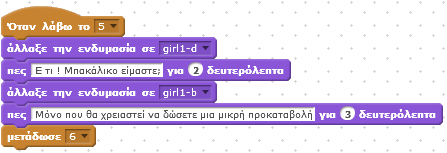 Όταν λάβω το 5
άλλαξε την ενδυμασία σε girl1-d
πες Ε τι ! Μπακάλικο είμαστε; για 2 δευτερόλεπτα
άλλαξε την ενδυμασία σε girl1-b
πες Μόνο που θα χρειαστεί να δώσετε μια μικρή προκαταβολή για 3 δευτερόλεπτα
μετάδωσε 6